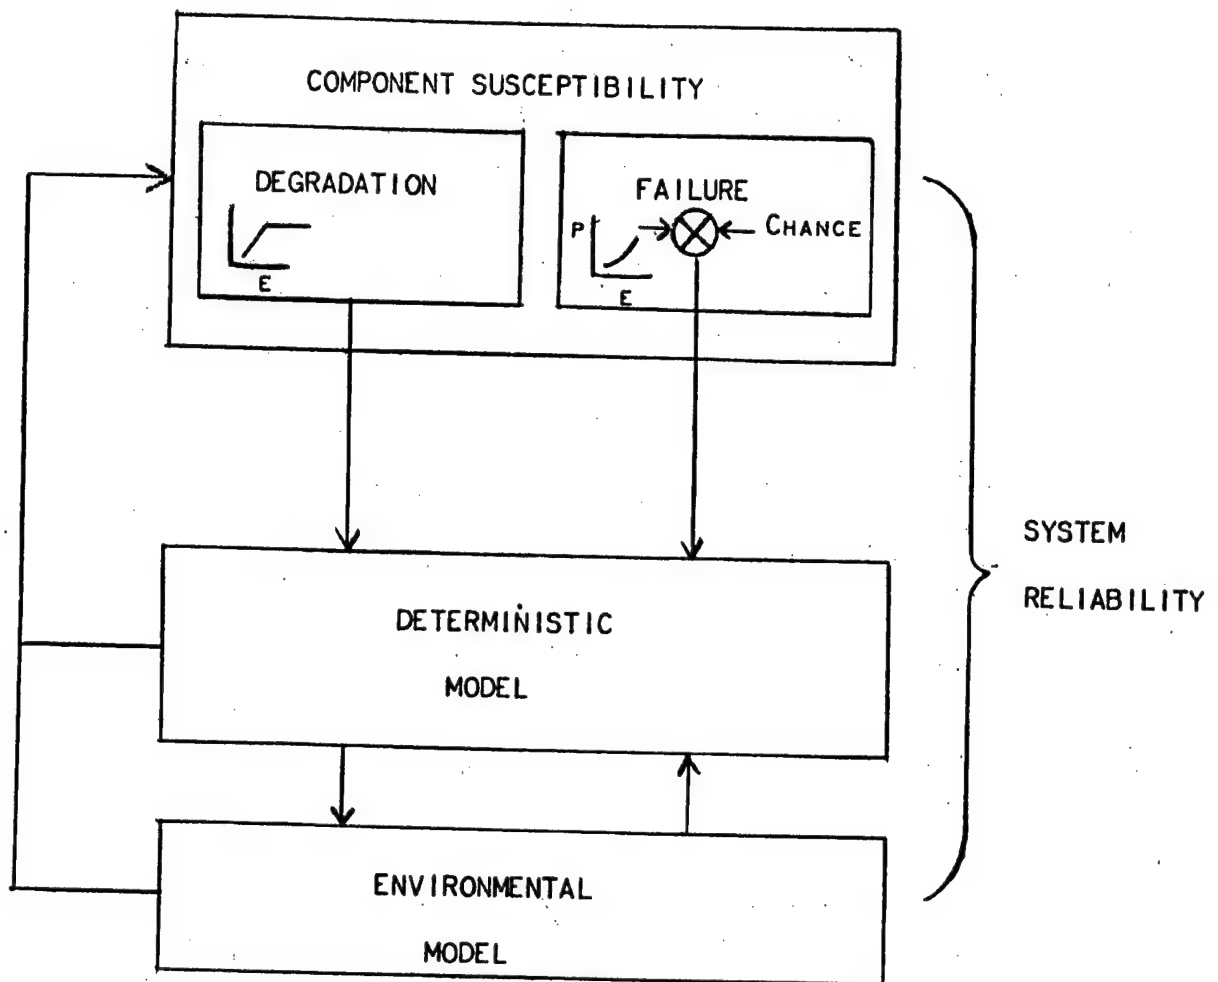 COMPONENT SUSCEPTIBILITY
DEGRADATION
E
FAILURE
P
CHANCE
E
DETERMINISTIC
MODEL
ENVIRONMENTAL
MODEL
SYSTEM
RELIABILITY